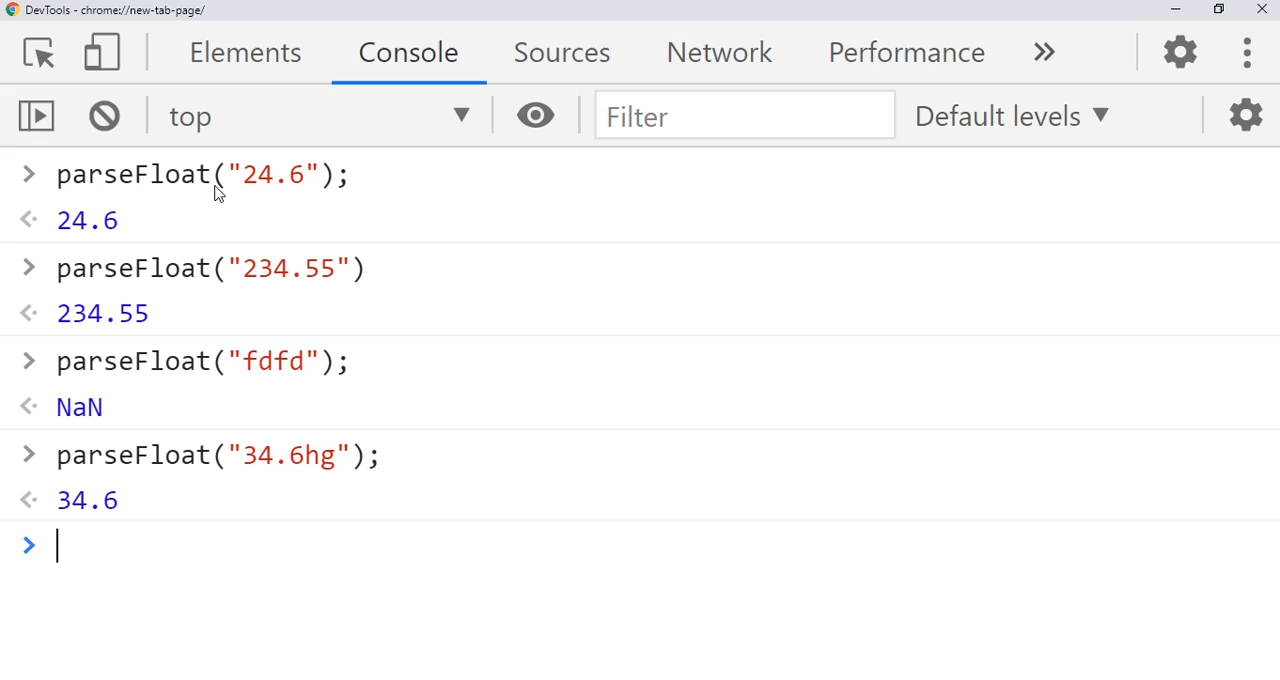 DevTools - chrome://new-tab-page/
Elements Console Sources Network Performance »
top ▼ Filter Default levels ▼
> parseFloat("24.6");
24.6
> parseFloat("234.55")
234.55
> parseFloat("fdfd");
NaN
> parseFloat("34.6hg");
34.6
>